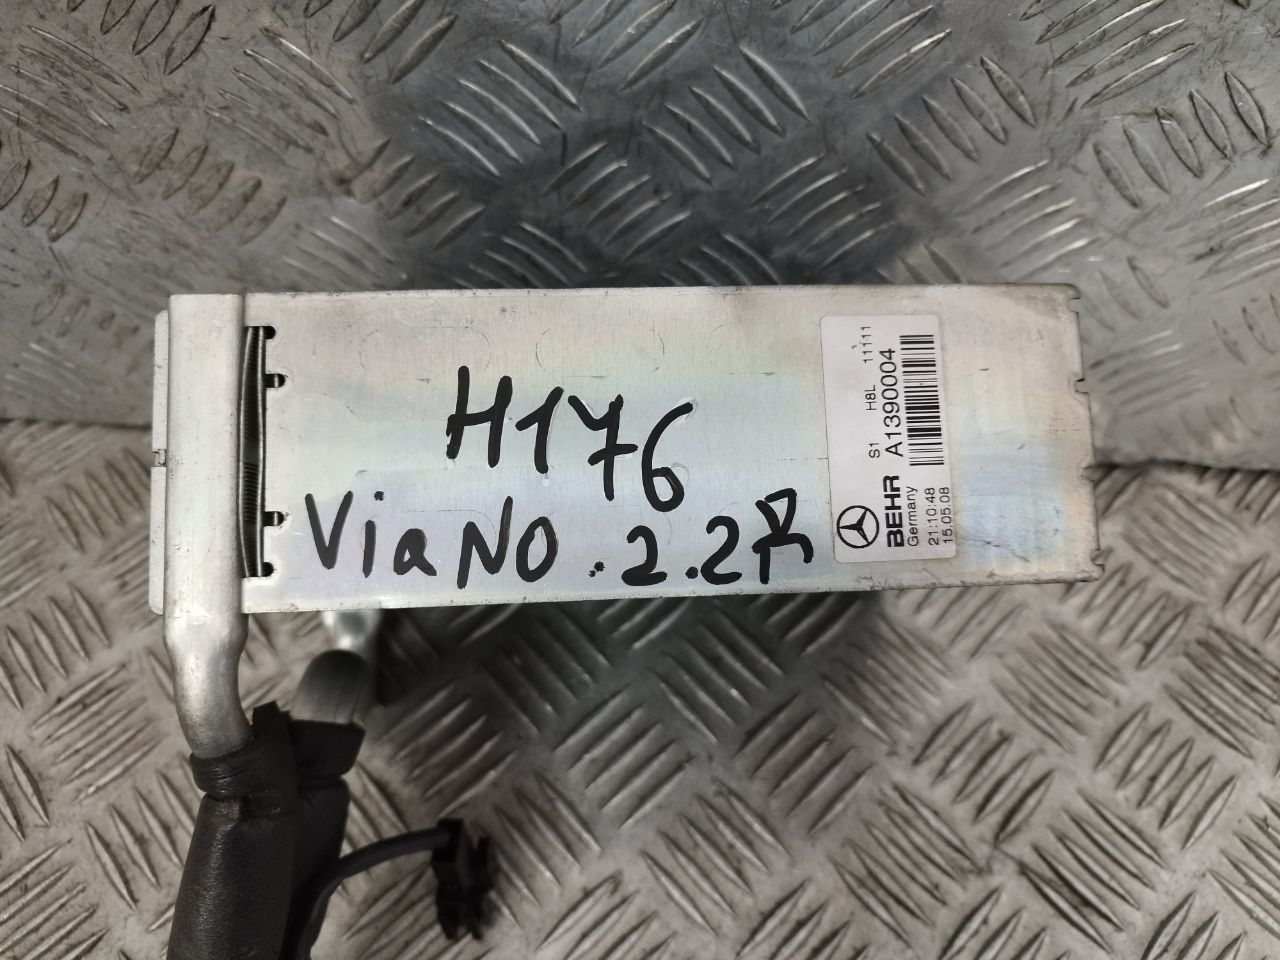 H176
ViaNO.2.2R
S1 H8L 11111
A1390004
BEHR
Germany
21:10:48
15.05.08